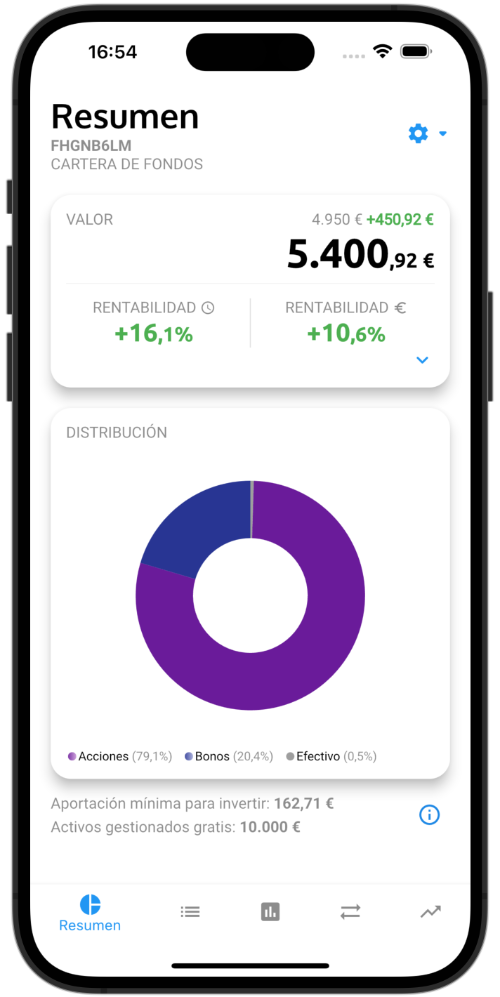 16:54
Resumen
FHGNB6LM
CARTERA DE FONDOS
VALOR
4.950 € +450,92 €
5.400,92 €
RENTABILIDAD RENTABILIDAD €
+16,1% +10,6%
DISTRIBUCIÓN
Acciones (79,1%) Bonos (20,4%) Efectivo (0,5%)
Aportación mínima para invertir: 162,71 €
Activos gestionados gratis: 10.000 €
Resumen